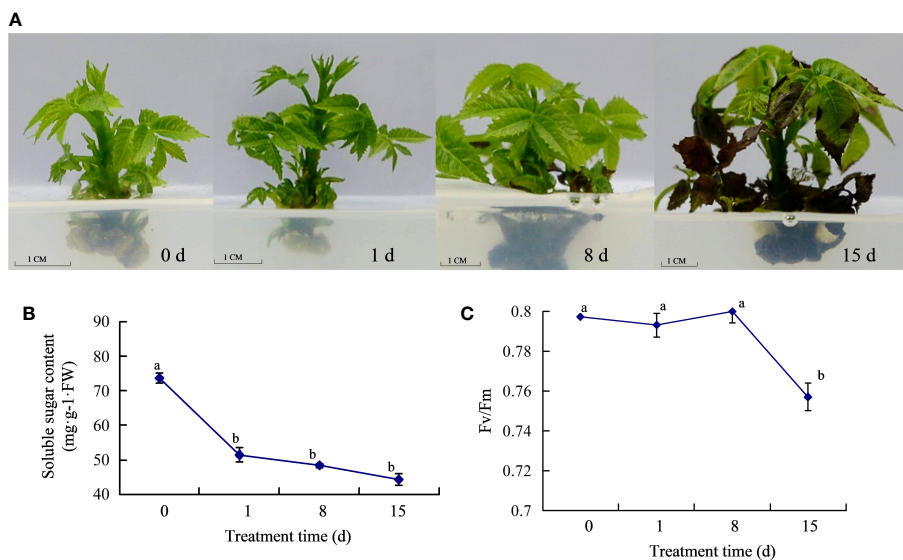 A
0 d
1 CM
1 d
1 CM
8 d
1 CM
15 d
1 CM
B
Soluble sugar content
(mg·g-1·FW)
90
80
70
60
50
40
a
b
b
b
0
1
8
15
Treatment time (d)
C
Fv/Fm
0.8
0.78
0.76
0.74
0.72
0.7
a
a
a
b
0
1
8
15
Treatment time (d)